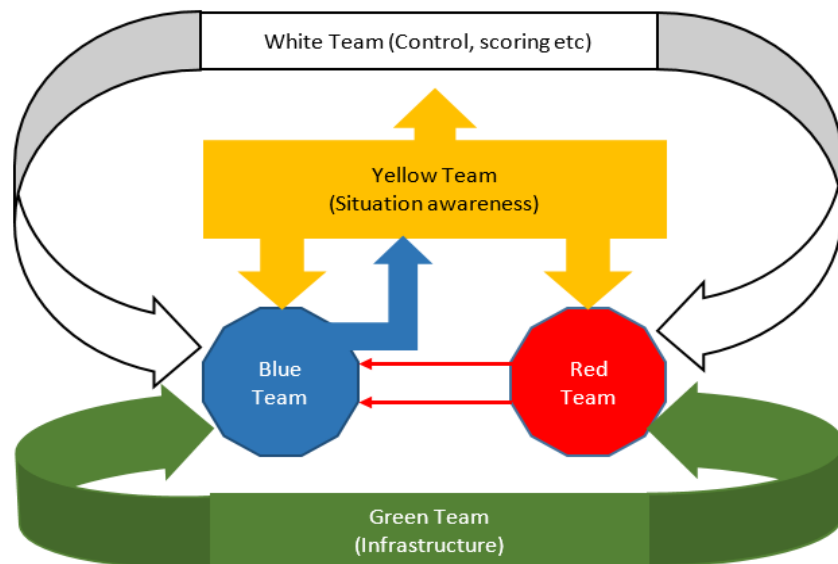 White Team (Control, scoring etc)
Yellow Team
(Situation awareness)
Blue
Team
Red
Team
Green Team
(Infrastructure)